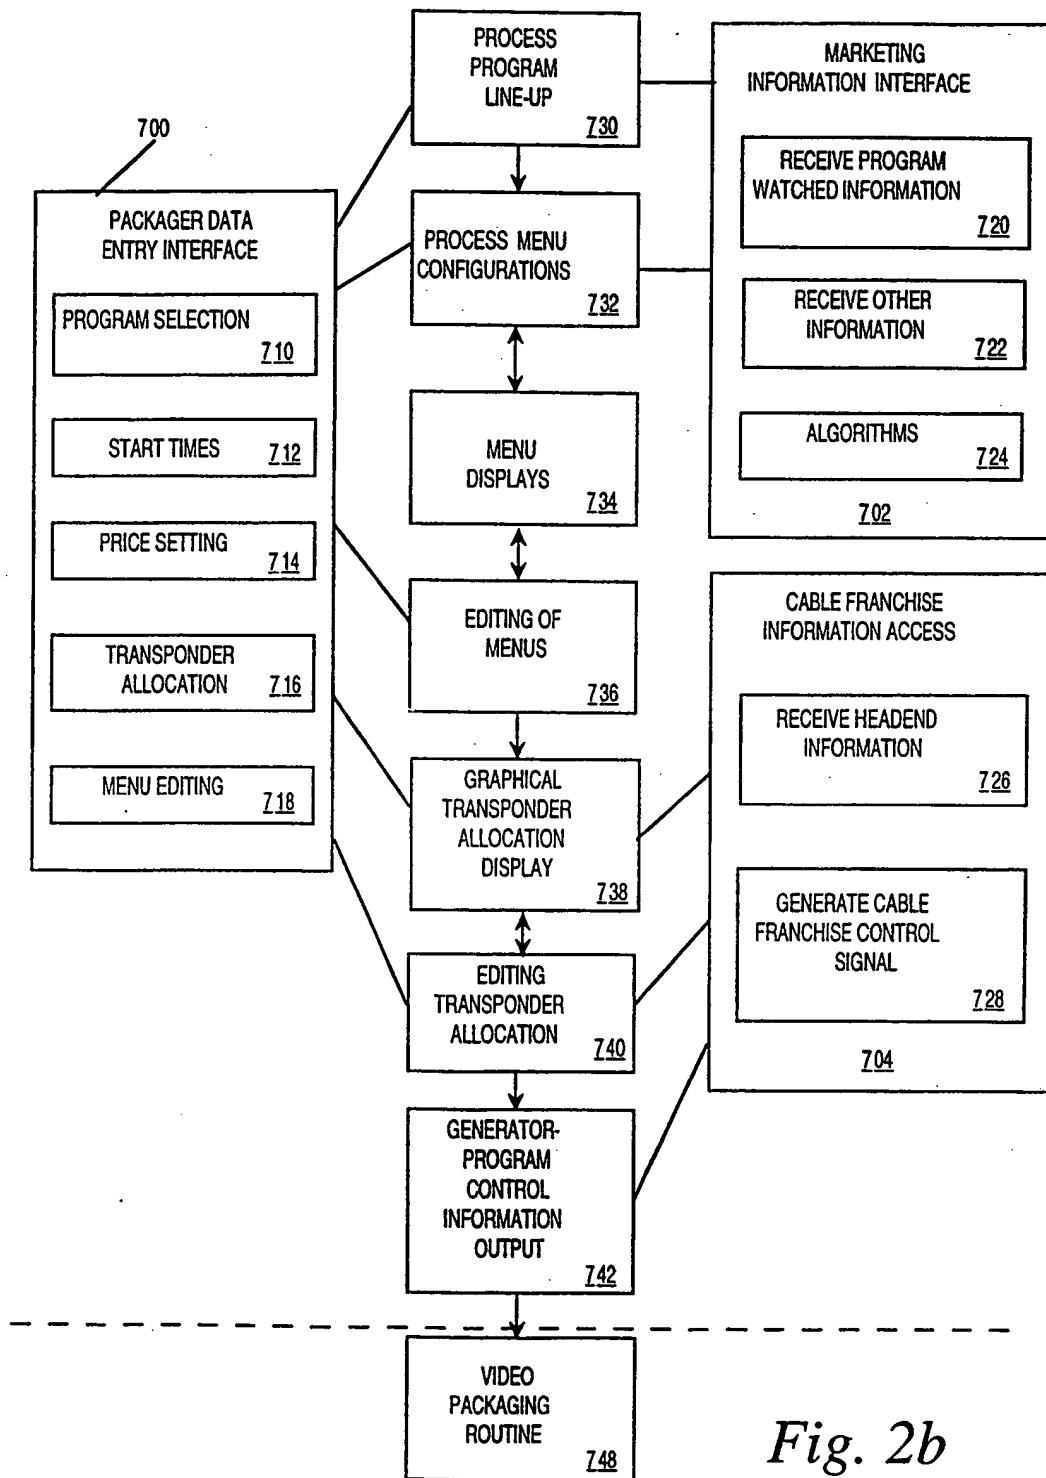 700
PACKAGER DATA
ENTRY INTERFACE
PROGRAM SELECTION
710
START TIMES 712
PRICE SETTING
714
TRANSPONDER
ALLOCATION 716
MENU EDITING 718
PROCESS
PROGRAM
LINE-UP
730
PROCESS MENU
CONFIGURATIONS
732
MENU
DISPLAYS
734
EDITING OF
MENUS
736
GRAPHICAL
TRANSPONDER
ALLOCATION
DISPLAY
738
EDITING
TRANSPONDER
ALLOCATION
740
GENERATOR-
PROGRAM
CONTROL
INFORMATION
OUTPUT
742
VIDEO
PACKAGING
ROUTINE
748
MARKETING
INFORMATION INTERFACE
RECEIVE PROGRAM
WATCHED INFORMATION
720
RECEIVE OTHER
INFORMATION
722
ALGORITHMS
724
702
CABLE FRANCHISE
INFORMATION ACCESS
RECEIVE HEADEND
INFORMATION
726
GENERATE CABLE
FRANCHISE CONTROL
SIGNAL
728
704
Fig. 2b